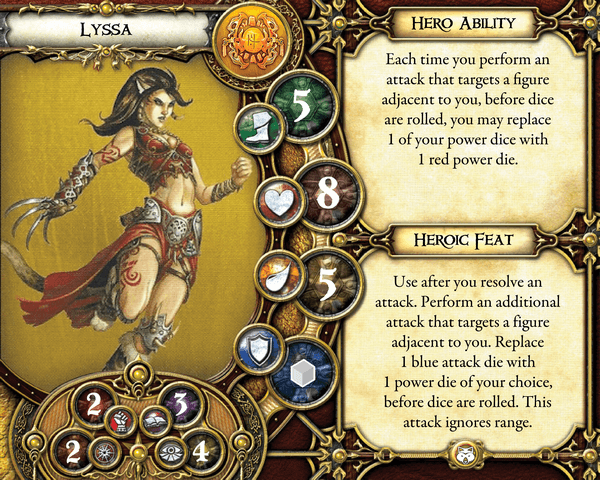 Lyssa
5
8
5
2
3
2
4
Hero Ability
Each time you perform an
attack that targets a figure
adjacent to you, before dice
are rolled, you may replace
1 of your power dice with
1 red power die.
Heroic Feat
Use after you resolve an
attack. Perform an additional
attack that targets a figure
adjacent to you. Replace
1 blue attack die with
1 power die of your choice,
before dice are rolled. This
attack ignores range.